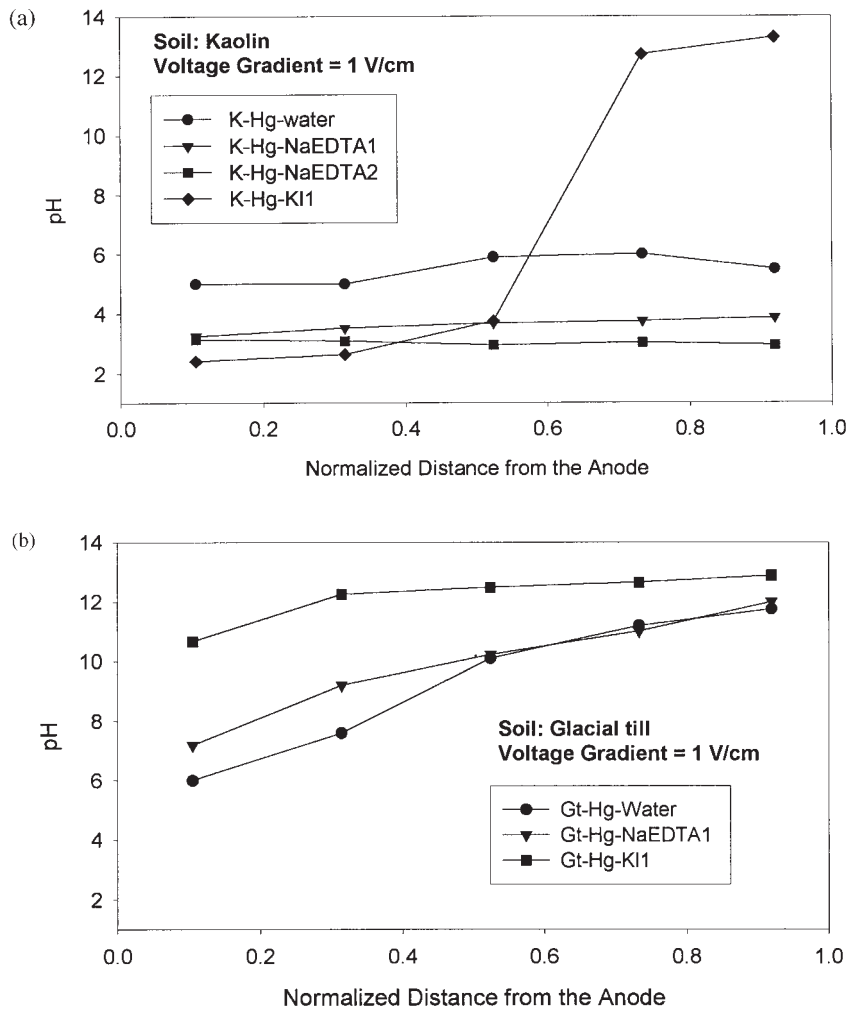 (a)
14
12
10
8
6
4
2
pH
Soil: Kaolin
Voltage Gradient = 1 V/cm
K-Hg-water
K-Hg-NaEDTA1
K-Hg-NaEDTA2
K-Hg-KI1
0.0 0.2 0.4 0.6 0.8 1.0
Normalized Distance from the Anode
(b)
14
12
10
8
6
4
2
pH
Soil: Glacial till
Voltage Gradient = 1 V/cm
Gt-Hg-Water
Gt-Hg-NaEDTA1
Gt-Hg-KI1
0.0 0.2 0.4 0.6 0.8 1.0
Normalized Distance from the Anode